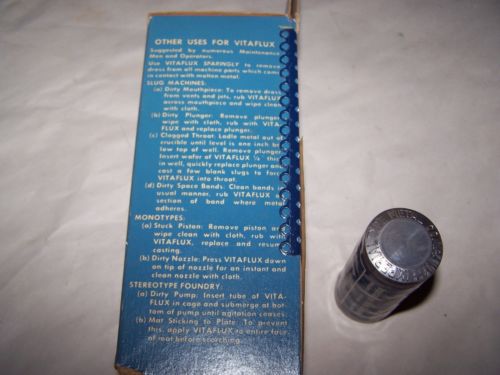 OTHER USES FOR VITAFLUX
Suggested by numerous Maintenance
Men and Operators.
Use VITAFLUX SPARINGLY to remove
dross from all machine parts which come
in contact with molten metal.
SLUG MACHINES:
(a) Dirty Mouthpiece: To remove dross
from vents and jets, rub VITAFLUX
across mouthpiece and wipe clean
with cloth.
(b) Dirty Plunger: Remove plunger
wipe with cloth, rub with VITA-
FLUX and replace plunger.
(c) Clogged Throat: Ladle metal out of
crucible until level is one inch be
low top of well. Remove plunger
Insert wafer of VITAFLUX ¼" thick
in well, quickly replace plunger and
cast a few blank slugs to force
VITAFLUX into throat.
(d) Dirty Space Bands: Clean bands in
usual manner, rub VITAFLUX on
section of band where metal
adheres.
MONOTYPES:
(a) Stuck Piston: Remove piston and
wipe clean with cloth, rub with
VITAFLUX, replace and resume
casting.
(b) Dirty Nozzle: Press VITAFLUX down
on tip of nozzle for an instant and
clean nozzle with cloth.
STEREOTYPE FOUNDRY:
(a) Dirty Pump: Insert tube of VITA-
FLUX in cage and submerge at bot-
tom of pump until agitation ceases.
(b) Mat Sticking to Plate: To prevent
this, apply VITAFLUX to entire face
of mat before scorching.